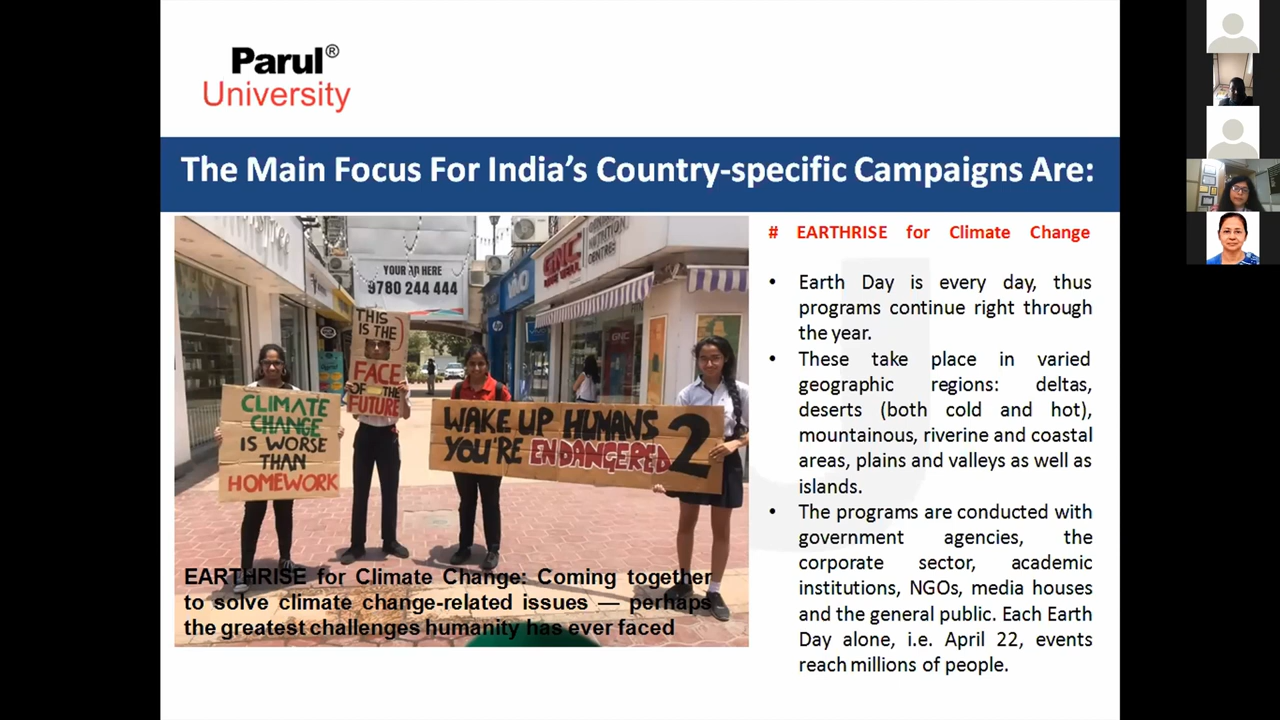 Parul®
University
The Main Focus For India's Country-specific Campaigns Are:
YOUR AD HERE
9780 244 444
GNC
GNC
THIS
IS THE
FACE
OF THE
FUTURE
CLIMATE
CHANGE
IS WORSE
THAN
HOMEWORK
WAKE UP HUMANS
YOU'RE ENDANGERED 2
EARTHRISE for Climate Change: Coming together
to solve climate change-related issues — perhaps
the greatest challenges humanity has ever faced
# EARTHRISE for Climate Change
• Earth Day is every day, thus
programs continue right through
the year.
• These take place in varied
geographic regions: deltas,
deserts (both cold and hot),
mountainous, riverine and coastal
areas, plains and valleys as well as
islands.
• The programs are conducted with
government agencies, the
corporate sector, academic
institutions, NGOs, media houses
and the general public. Each Earth
Day alone, i.e. April 22, events
reach millions of people.